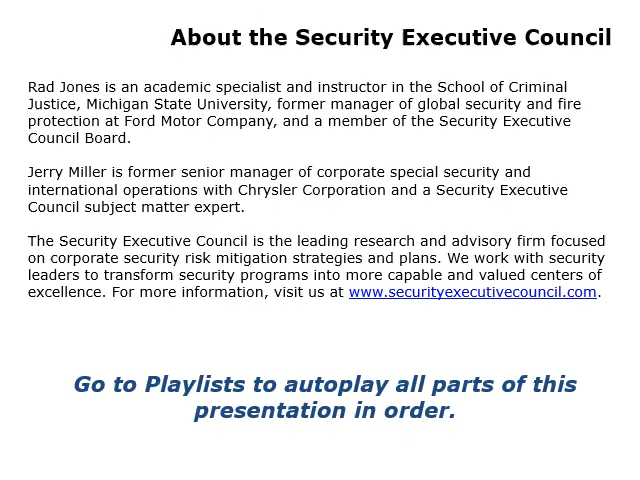 About the Security Executive Council
Rad Jones is an academic specialist and instructor in the School of Criminal
Justice, Michigan State University, former manager of global security and fire
protection at Ford Motor Company, and a member of the Security Executive
Council Board.
Jerry Miller is former senior manager of corporate special security and
international operations with Chrysler Corporation and a Security Executive
Council subject matter expert.
The Security Executive Council is the leading research and advisory firm focused
on corporate security risk mitigation strategies and plans. We work with security
leaders to transform security programs into more capable and valued centers of
excellence. For more information, visit us at www.securityexecutivecouncil.com.
Go to Playlists to autoplay all parts of this
presentation in order.